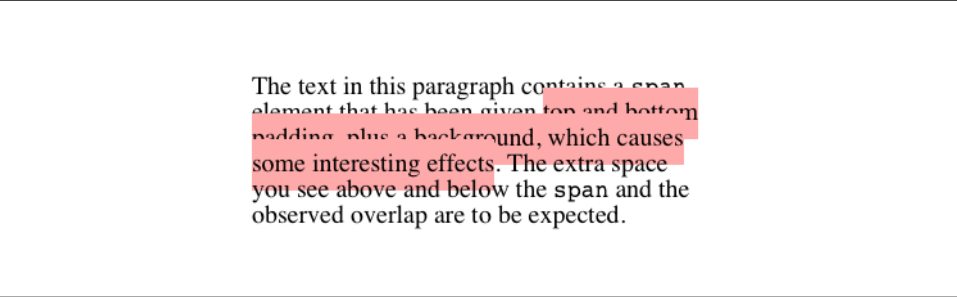 The text in this paragraph contains a span
element that has been given top and bottom
padding, plus a background, which causes
some interesting effects. The extra space
you see above and below the span and the
observed overlap are to be expected.